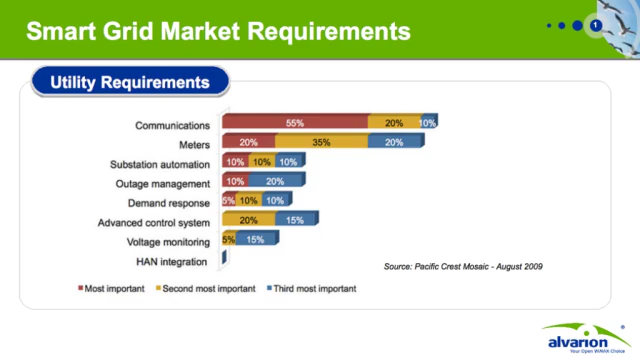 Smart Grid Market Requirements
1
Utility Requirements
Communications 55% 20% 10%
Meters 20% 35% 20%
Substation automation 10% 10% 10%
Outage management 10% 20%
Demand response 5% 10% 10%
Advanced control system 20% 15%
Voltage monitoring 5% 15%
HAN integration
Source: Pacific Crest Mosaic - August 2009
Most important Second most important Third most important
alvarion ®
Your Open WiMAX Choice